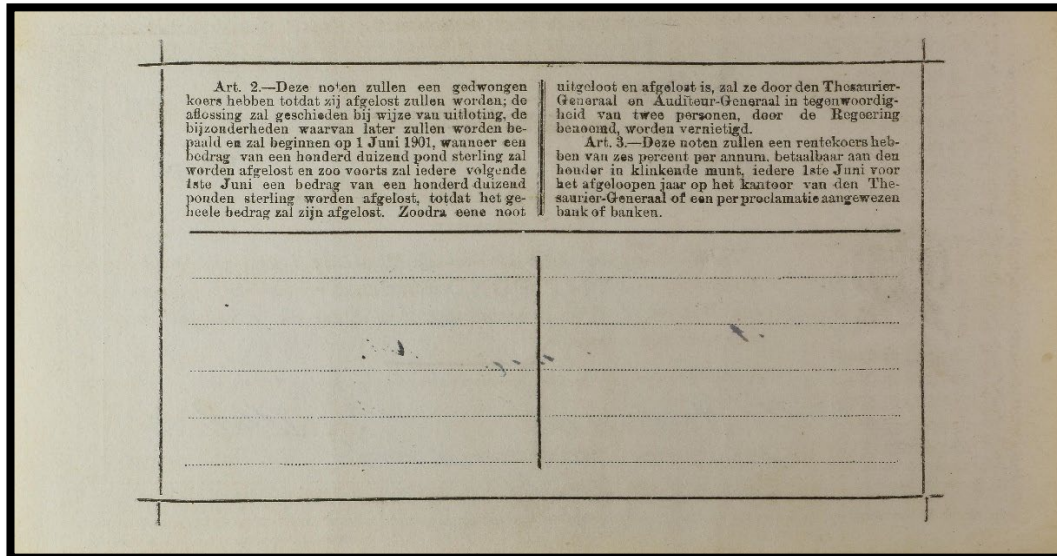 Art. 2.—Deze noten zullen een gedwongen
koers hebben totdat zij afgelost zullen worden; de
aflossing zal geschieden bij wijze van uitloting, de
bijzonderheden waarvan later zullen worden be-
paald en zal beginnen op 1 Juni 1901, wanneer een
bedrag van een honderd duizend pond sterling zal
worden afgelost en zoo voorts zal iedere volgende
1ste Juni een bedrag van een honderd duizend
ponden sterling worden afgelost, totdat het ge-
heele bedrag zal zijn afgelost. Zoodra eene noot
uitgeloot en afgelost is, zal ze door den Thesaurier-
Generaal en Auditeur-Generaal in tegenwoordig-
heid van twee personen, door de Regeering
benoemd, worden vernietigd.
Art. 3.—Deze noten zullen een rentekoers heb-
ben van zes percent per annum, betaalbaar aan den
houder in klinkende munt, iedere 1ste Juni voor
het afgeloopen jaar op het kantoor van den The-
saurier-Generaal of een per proclamatie aangewezen
bank of banken.